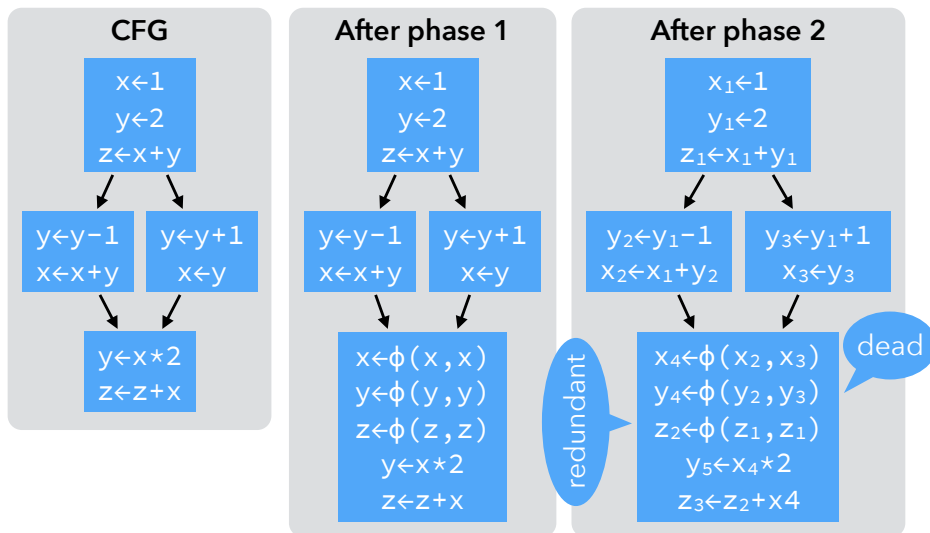 CFG
x←1
y←2
z←x+y
y←y-1
x←x+y
y←y+1
x←y
y←x*2
z←z+x
After phase 1
x←1
y←2
z←x+y
y←y-1
x←x+y
y←y+1
x←y
x←ϕ(x,x)
y←ϕ(y,y)
z←ϕ(z,z)
y←x*2
z←z+x
After phase 2
x₁←1
y₁←2
z₁←x₁+y₁
y₂←y₁-1
x₂←x₁+y₂
y₃←y₁+1
x₃←y₃
redundant
x₄←ϕ(x₂,x₃)
y₄←ϕ(y₂,y₃)
z₂←ϕ(z₁,z₁)
y₅←x₄*2
z₃←z₂+x4
dead